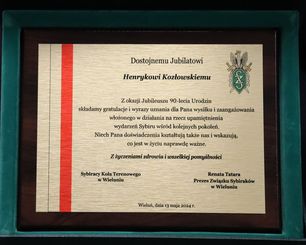 Dostojnemu Jubilatowi
Henrykowi Kozłowskiemu
Z okazji Jubileuszu 90-lecia Urodzin
składamy gratulacje i wyrazy uznania dla Pana wysiłku i zaangażowania
włożonego w działania na rzecz upamiętnienia
wydarzeń Sybiru wśród kolejnych pokoleń.
Niech Pana doświadczenia kształtują także nas i wskazują,
co jest w życiu naprawdę ważne.
Z życzeniami zdrowia i wszelkiej pomyślności
Sybiracy Koła Terenowego
w Wieluniu
Renata Tatara
Prezes Związku Sybiraków
w Wieluniu
Wieluń, dnia 13 maja 2024 r.